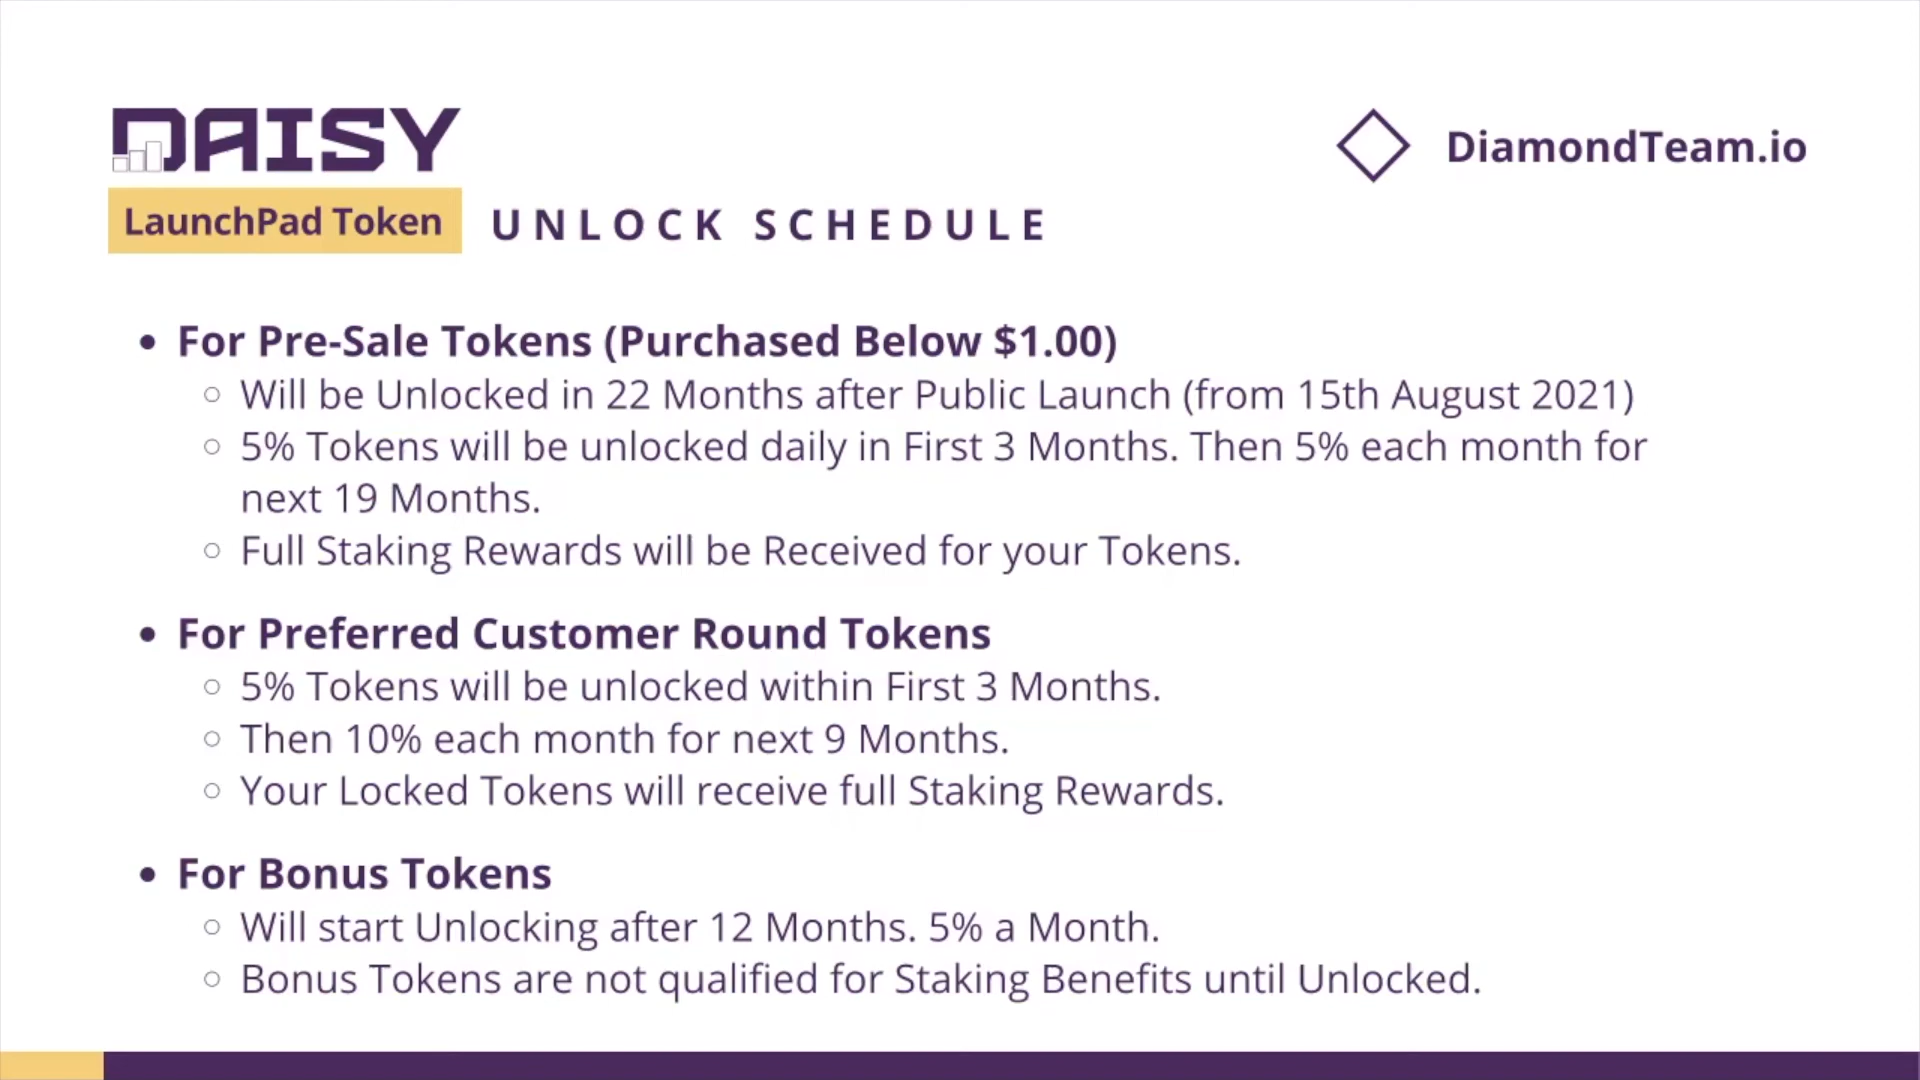 DAISY
DiamondTeam.io
LaunchPad Token
UNLOCK SCHEDULE
For Pre-Sale Tokens (Purchased Below $1.00)
Will be Unlocked in 22 Months after Public Launch (from 15th August 2021)
5% Tokens will be unlocked daily in First 3 Months. Then 5% each month for
next 19 Months.
Full Staking Rewards will be Received for your Tokens.
For Preferred Customer Round Tokens
5% Tokens will be unlocked within First 3 Months.
Then 10% each month for next 9 Months.
Your Locked Tokens will receive full Staking Rewards.
For Bonus Tokens
Will start Unlocking after 12 Months. 5% a Month.
Bonus Tokens are not qualified for Staking Benefits until Unlocked.